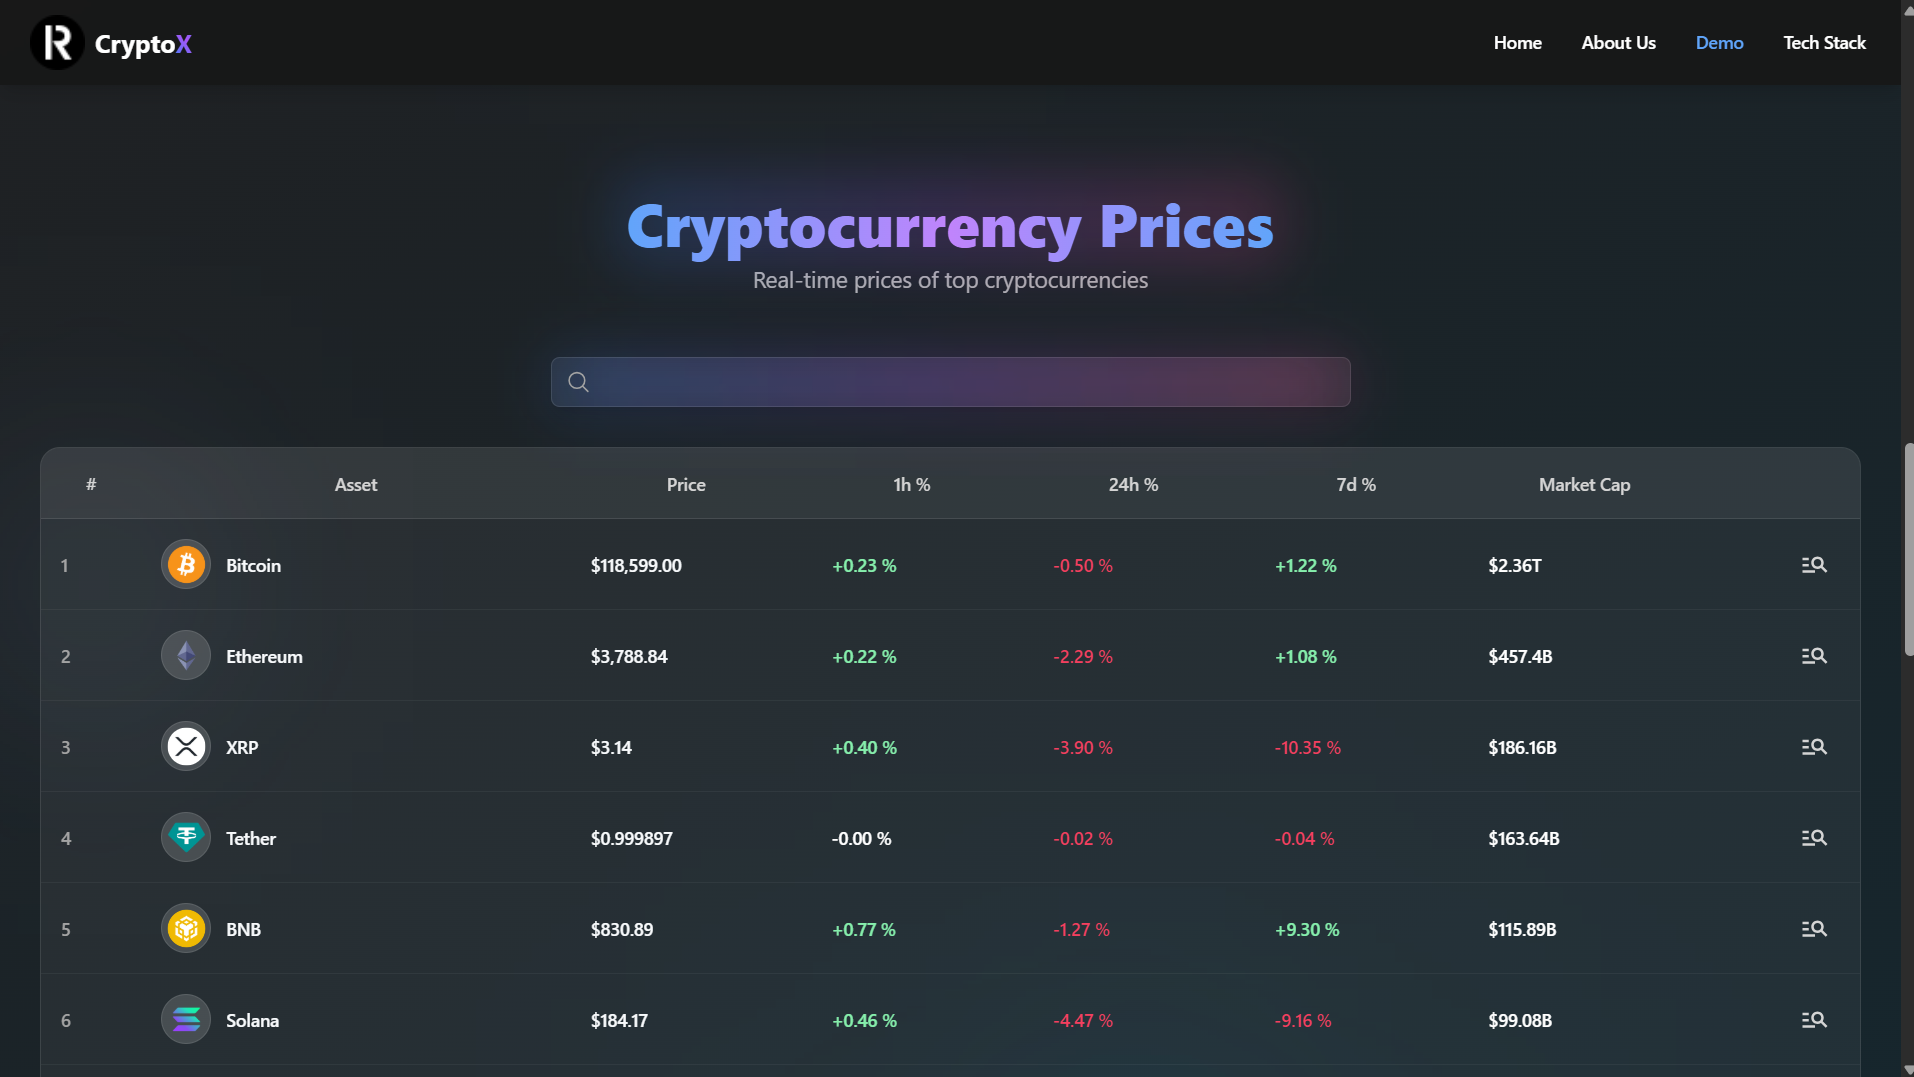 CryptoX
Home About Us Demo Tech Stack
Cryptocurrency Prices
Real-time prices of top cryptocurrencies
# Asset Price 1h % 24h % 7d % Market Cap
1 Bitcoin $118,599.00 +0.23 % -0.50 % +1.22 % $2.36T
2 Ethereum $3,788.84 +0.22 % -2.29 % +1.08 % $457.4B
3 XRP $3.14 +0.40 % -3.90 % -10.35 % $186.16B
4 Tether $0.999897 -0.00 % -0.02 % -0.04 % $163.64B
5 BNB $830.89 +0.77 % -1.27 % +9.30 % $115.89B
6 Solana $184.17 +0.46 % -4.47 % -9.16 % $99.08B